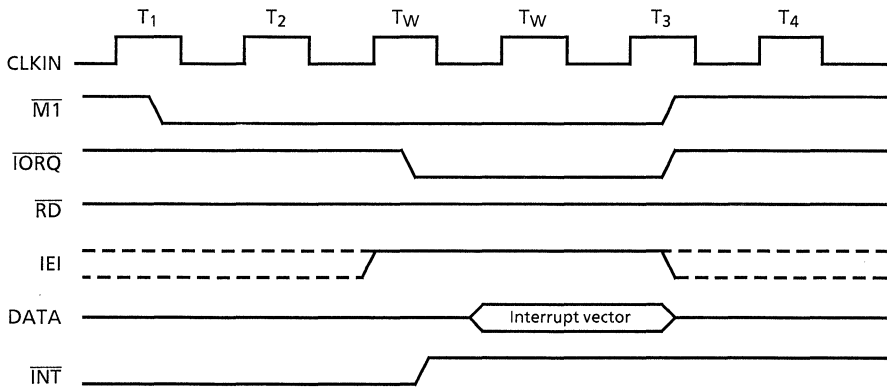 T1 T2 TW TW T3 T4
CLKIN
M1
IORQ
RD
IEI
DATA Interrupt vector
INT